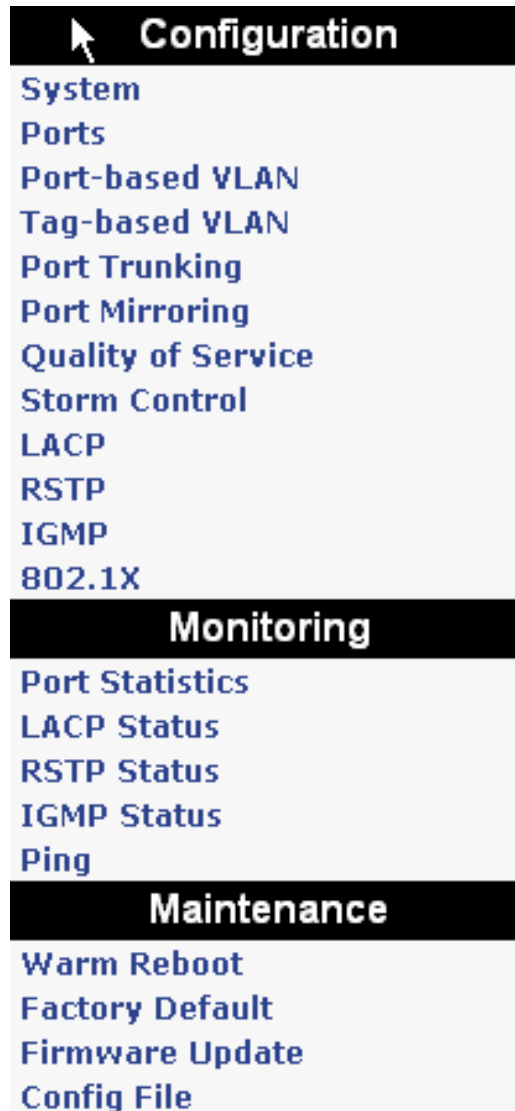 Configuration
System
Ports
Port-based VLAN
Tag-based VLAN
Port Trunking
Port Mirroring
Quality of Service
Storm Control
LACP
RSTP
IGMP
802.1X
Monitoring
Port Statistics
LACP Status
RSTP Status
IGMP Status
Ping
Maintenance
Warm Reboot
Factory Default
Firmware Update
Config File